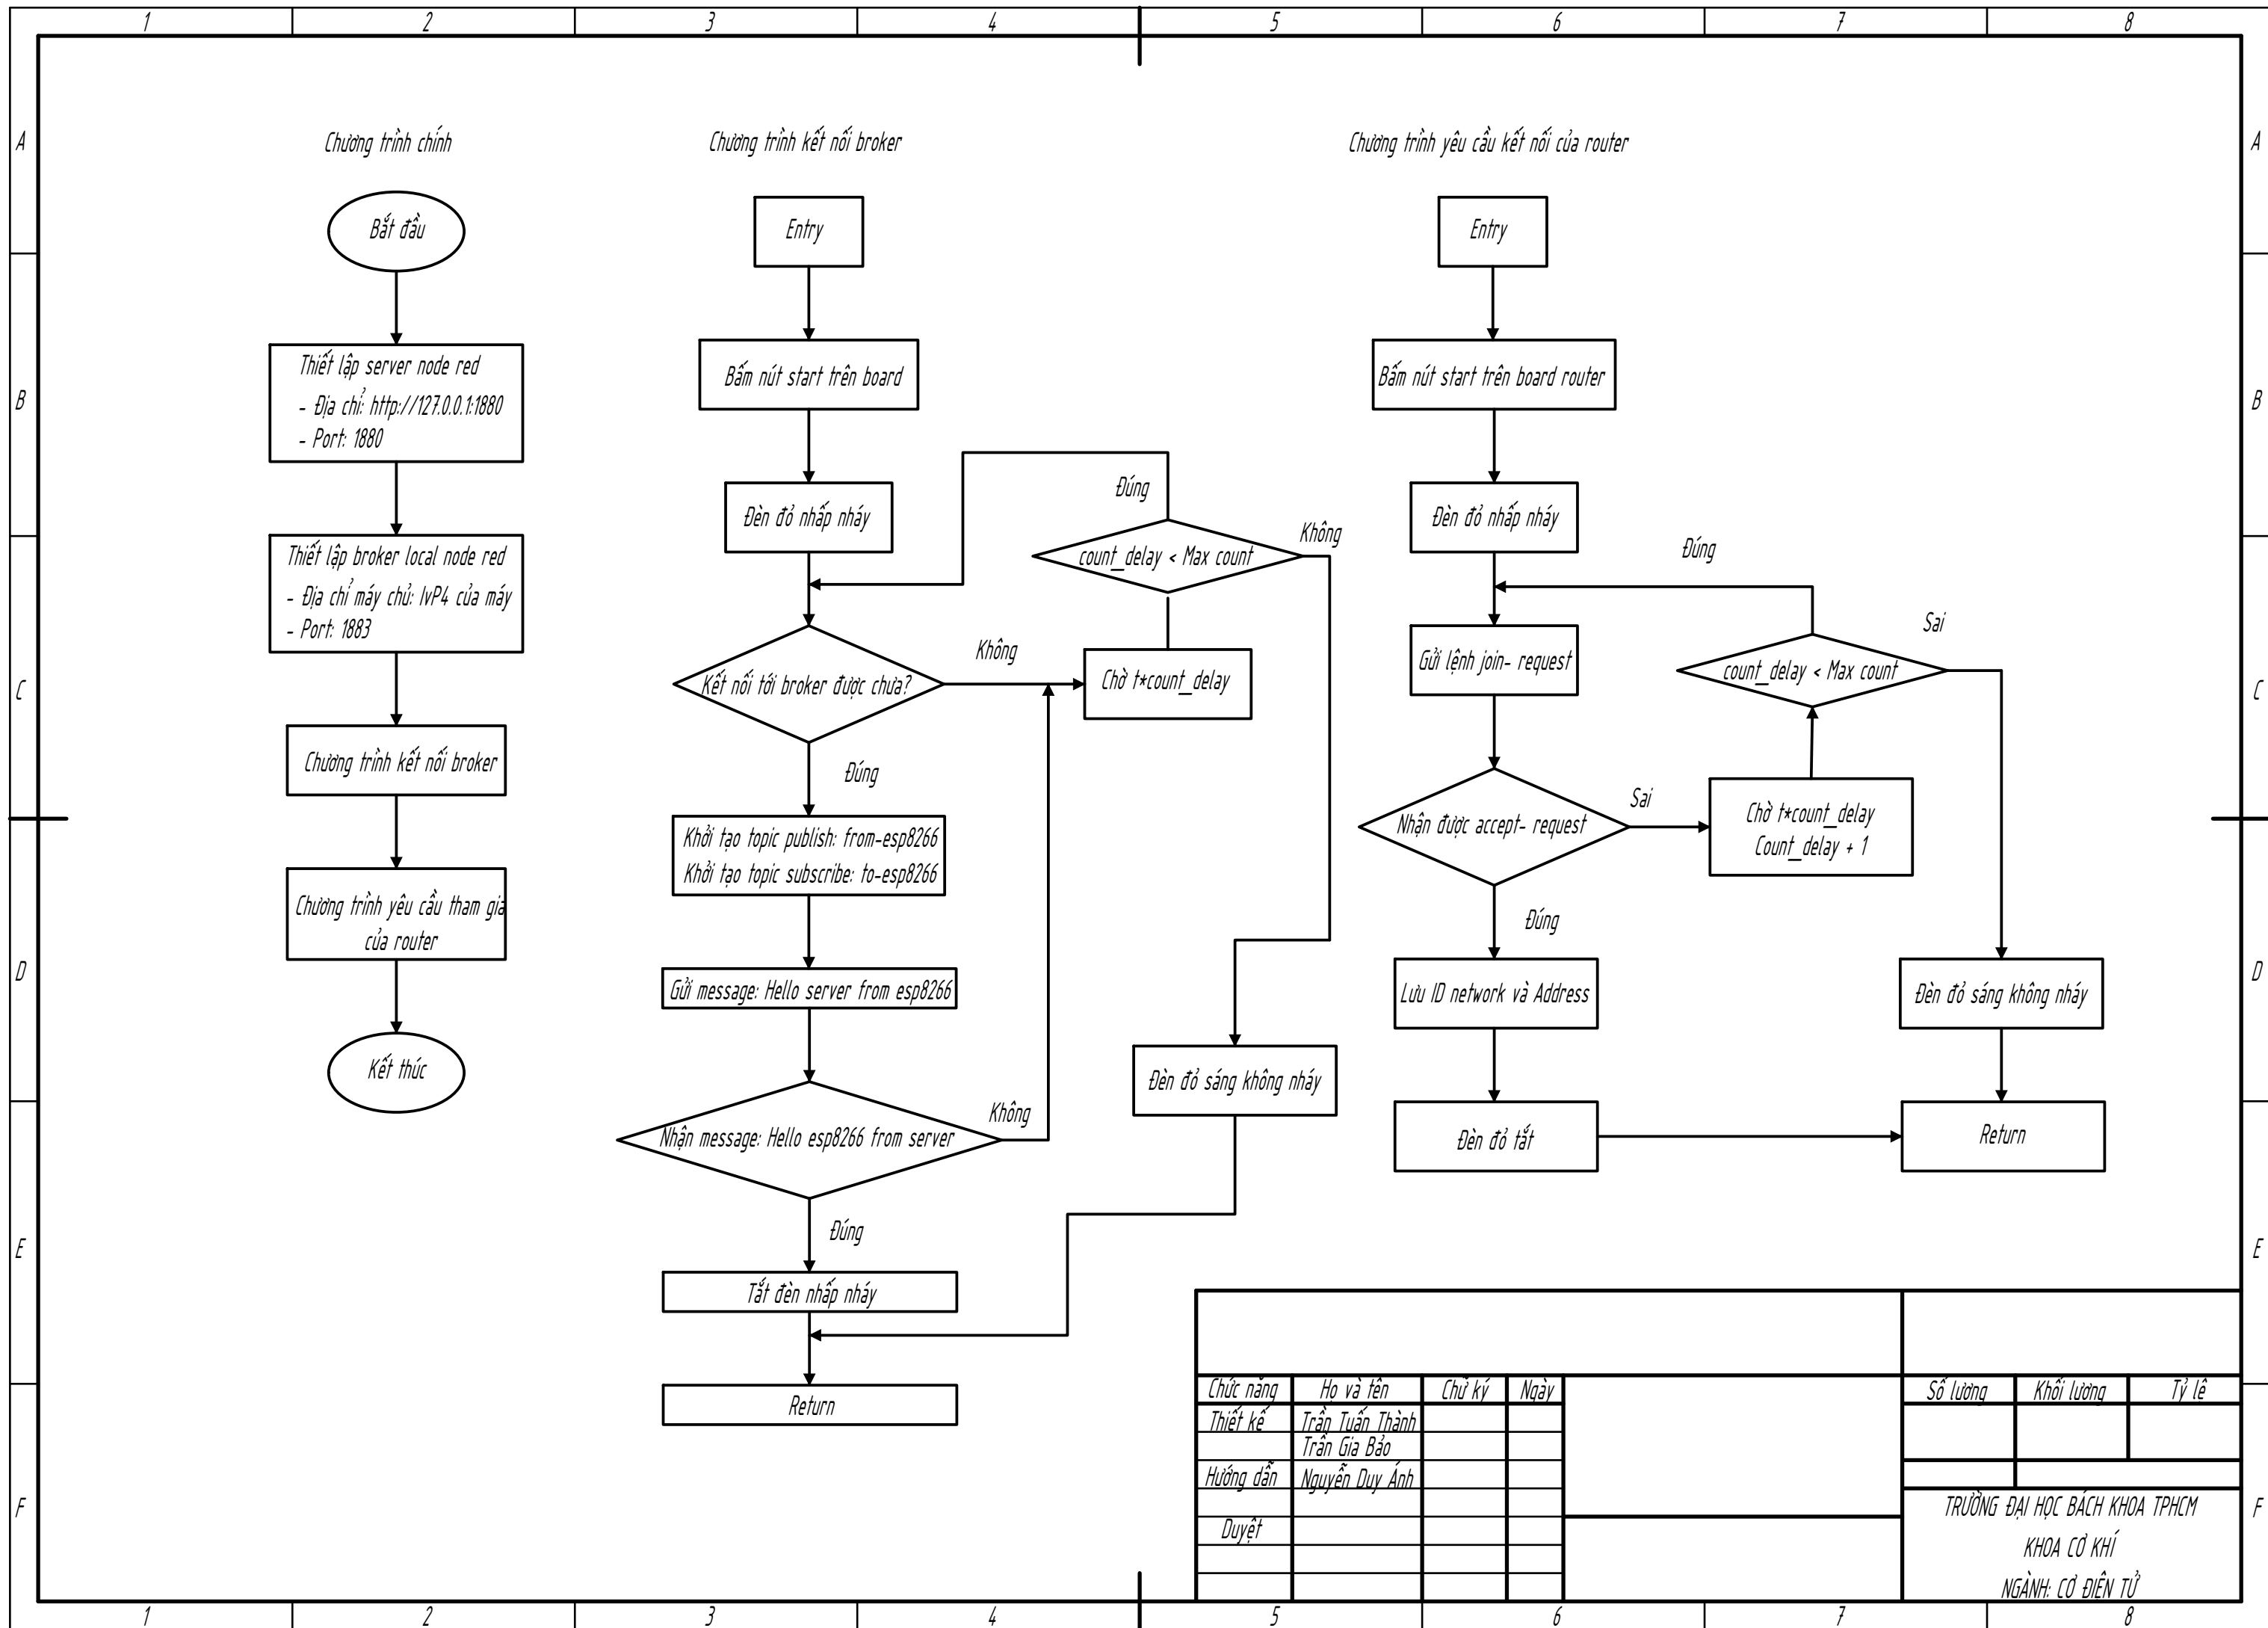 1 2 3 4 5 6 7 8
A A
B B
C C
D D
E E
F F
Chương trình chính
Bắt đầu
Thiết lập server node red
- Địa chỉ: http://127.0.0.1:1880
- Port: 1880
Thiết lập broker local node red
- Địa chỉ máy chủ: IvP4 của máy
- Port: 1883
Chương trình kết nối broker
Chương trình yêu cầu tham gia
của router
Kết thúc
Chương trình kết nối broker
Entry
Bấm nút start trên board
Đèn đỏ nhấp nháy
Kết nối tới broker được chưa?
Không
Chờ t*count_delay
count_delay < Max count
Đúng
Không
Đúng
Khởi tạo topic publish: from-esp8266
Khởi tạo topic subscribe: to-esp8266
Gửi message: Hello server from esp8266
Nhận message: Hello esp8266 from server
Không
Đèn đỏ sáng không nháy
Đúng
Tắt đèn nhấp nháy
Return
Chương trình yêu cầu kết nối của router
Entry
Bấm nút start trên board router
Đèn đỏ nhấp nháy
Đúng
Gửi lệnh join- request
count_delay < Max count
Sai
Nhận được accept- request
Sai
Chờ t*count_delay
Count_delay + 1
Đúng
Lưu ID network và Address
Đèn đỏ sáng không nháy
Đèn đỏ tắt
Return
Chức năng Họ và tên Chữ ký Ngày
Thiết kế Trần Tuấn Thành
Trần Gia Bảo
Hướng dẫn Nguyễn Duy Anh
Duyệt
Số lượng Khối lượng Tỷ lệ
TRƯỜNG ĐẠI HỌC BÁCH KHOA TPHCM
KHOA CƠ KHÍ
NGÀNH: CƠ ĐIỆN TỬ
1 2 3 4 5 6 7 8